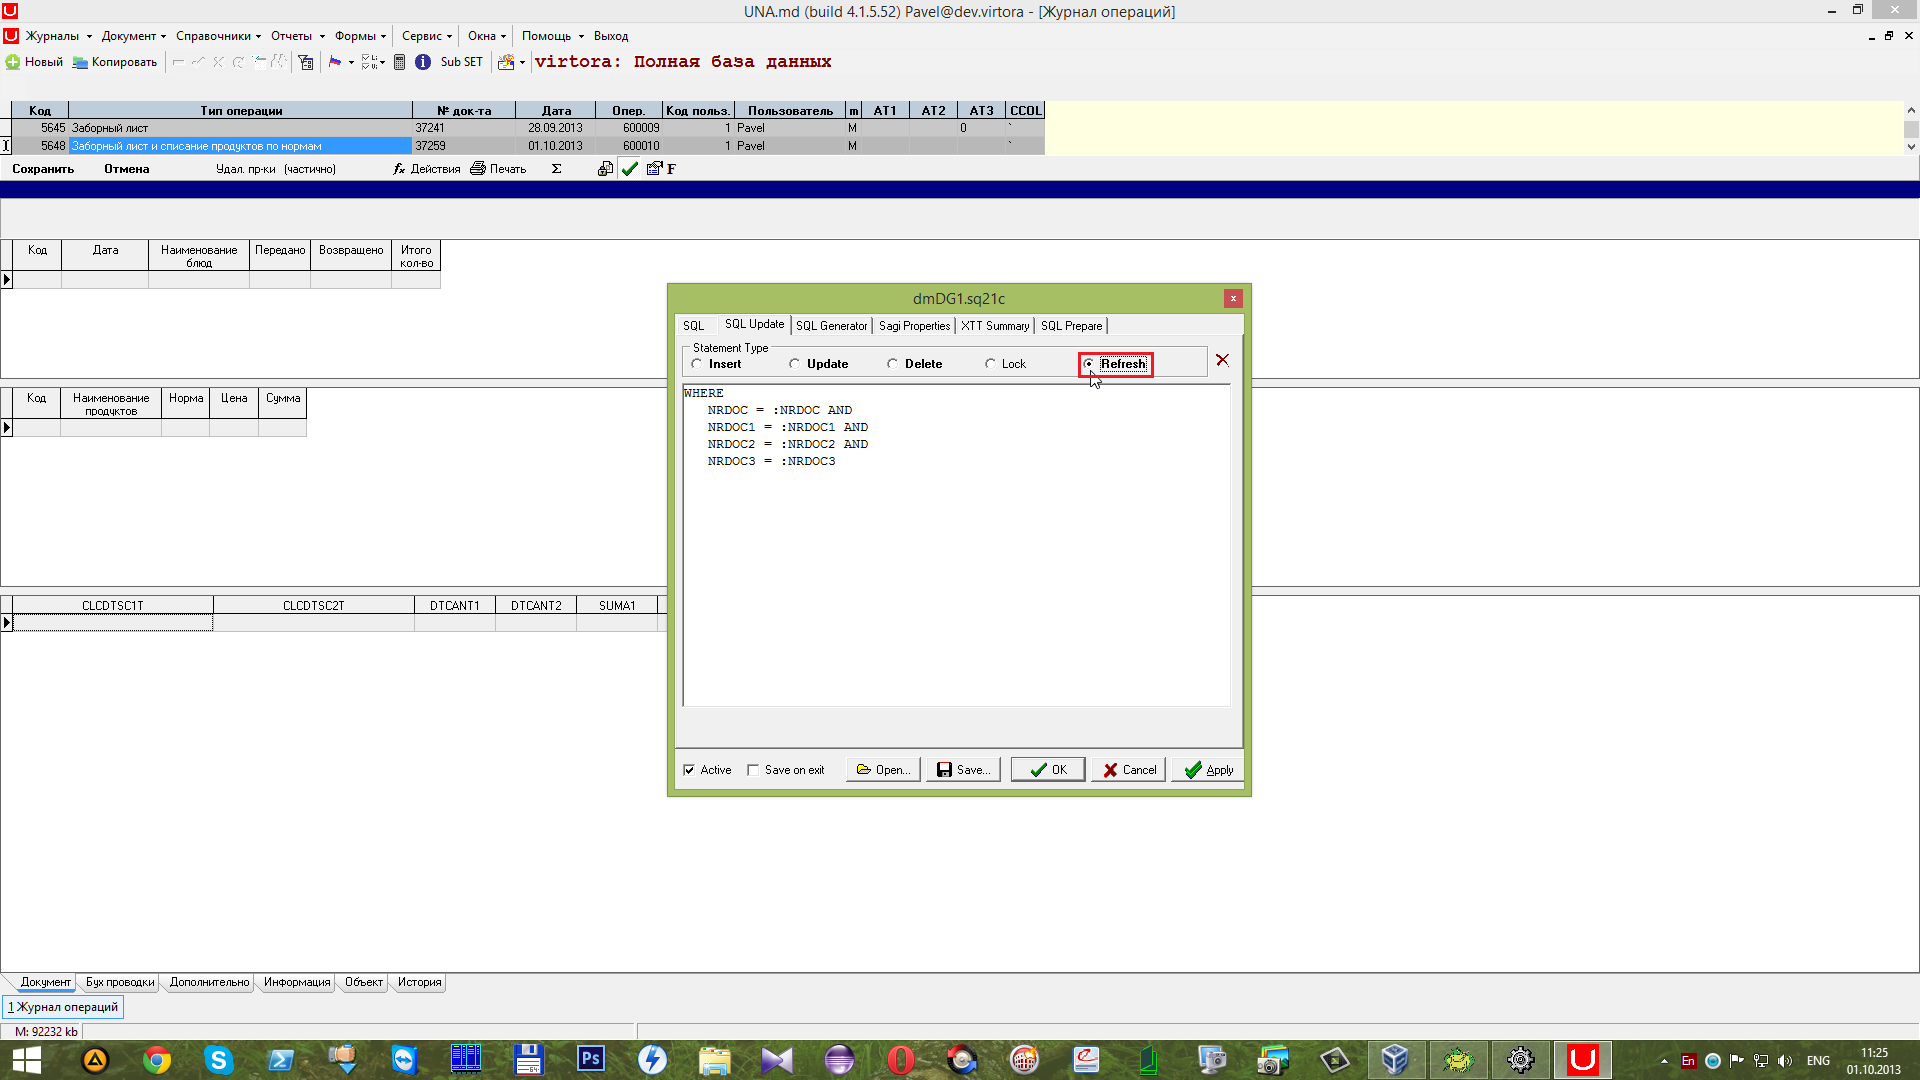 UNA.md (build 4.1.5.52) Pavel@dev.virtora - [Журнал операций]
Журналы Документ Справочники Отчеты Формы Сервис Окна Помощь Выход
Новый Копировать Sub SET virtora: Полная база данных
Код Тип операции № док-та Дата Опер. Код польз. Пользователь m AT1 AT2 AT3 CCOL
5645 Заборный лист 37241 28.09.2013 600009 1 Pavel M 0 `
5648 Заборный лист и списание продуктов по нормам 37259 01.10.2013 600010 1 Pavel M `
Сохранить Отмена Удал. пр-ки (частично) fx Действия Печать Σ F
Код Дата Наименование блюд Передано Возвращено Итого кол-во
Код Наименование продуктов Норма Цена Сумма
CLCDTSC1T CLCDTSC2T DTCANT1 DTCANT2 SUMA1
dmDG1.sq21c
SQL SQL Update SQL Generator Sagi Properties XTT Summary SQL Prepare
Statement Type
Insert Update Delete Lock Refresh
WHERE
NRDOC = :NRDOC AND
NRDOC1 = :NRDOC1 AND
NRDOC2 = :NRDOC2 AND
NRDOC3 = :NRDOC3
Active Save on exit Open... Save... OK Cancel Apply
Документ Бух проводки Дополнительно Информация Объект История
1 Журнал операций
M: 92232 kb
Ps 64 En ENG 11:25
01.10.2013